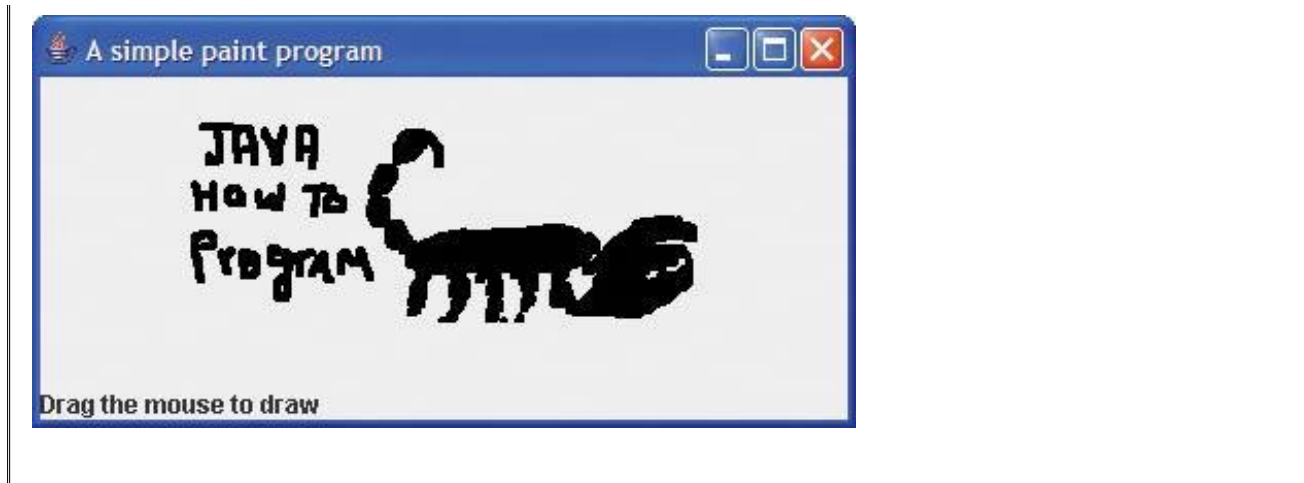 A simple paint program
JAVA
HOW TO
PrOgrAM
Drag the mouse to draw